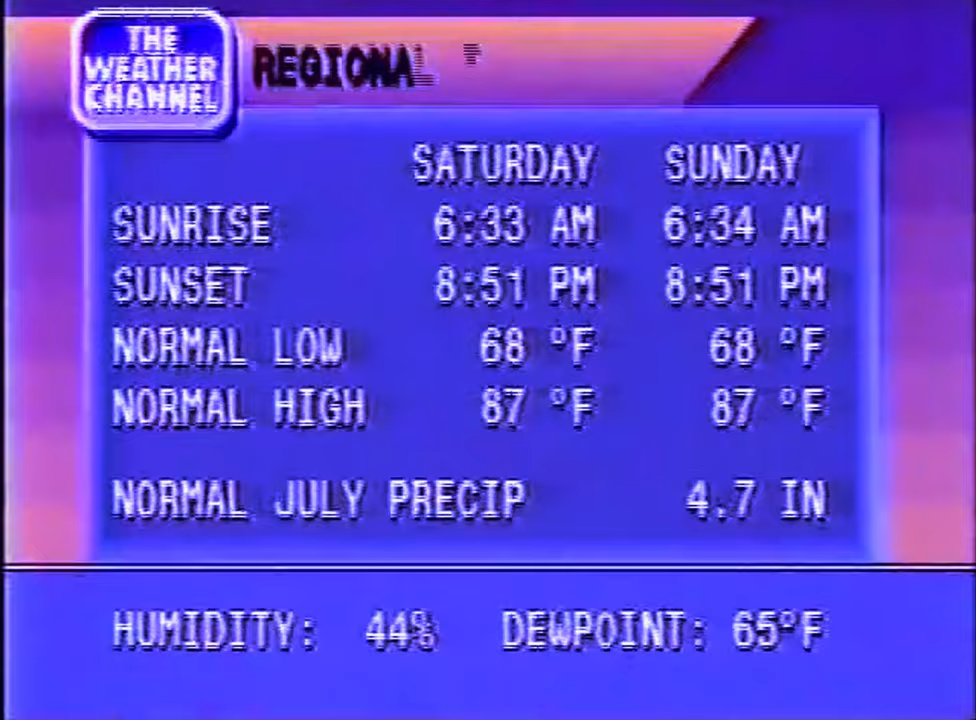 THE
WEATHER
CHANNEL
REGIONAL
SATURDAY SUNDAY
SUNRISE 6:33 AM 6:34 AM
SUNSET 8:51 PM 8:51 PM
NORMAL LOW 68 °F 68 °F
NORMAL HIGH 87 °F 87 °F
NORMAL JULY PRECIP 4.7 IN
HUMIDITY: 44% DEWPOINT: 65°F